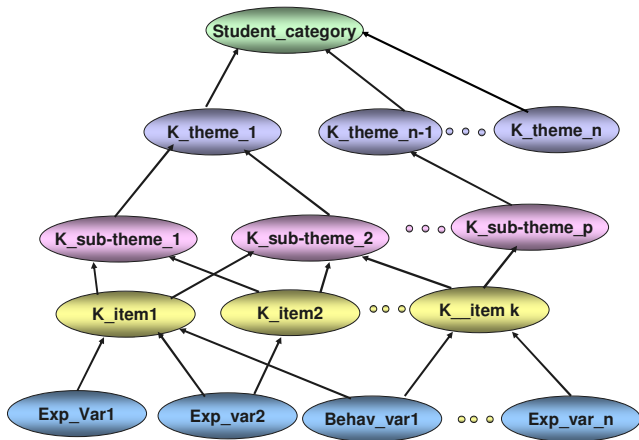 Student_category
K_theme_1
K_theme_n-1
K_theme_n
K_sub-theme_1
K_sub-theme_2
K_sub-theme_p
K_item1
K_item2
K__item k
Exp_Var1
Exp_var2
Behav_var1
Exp_var_n